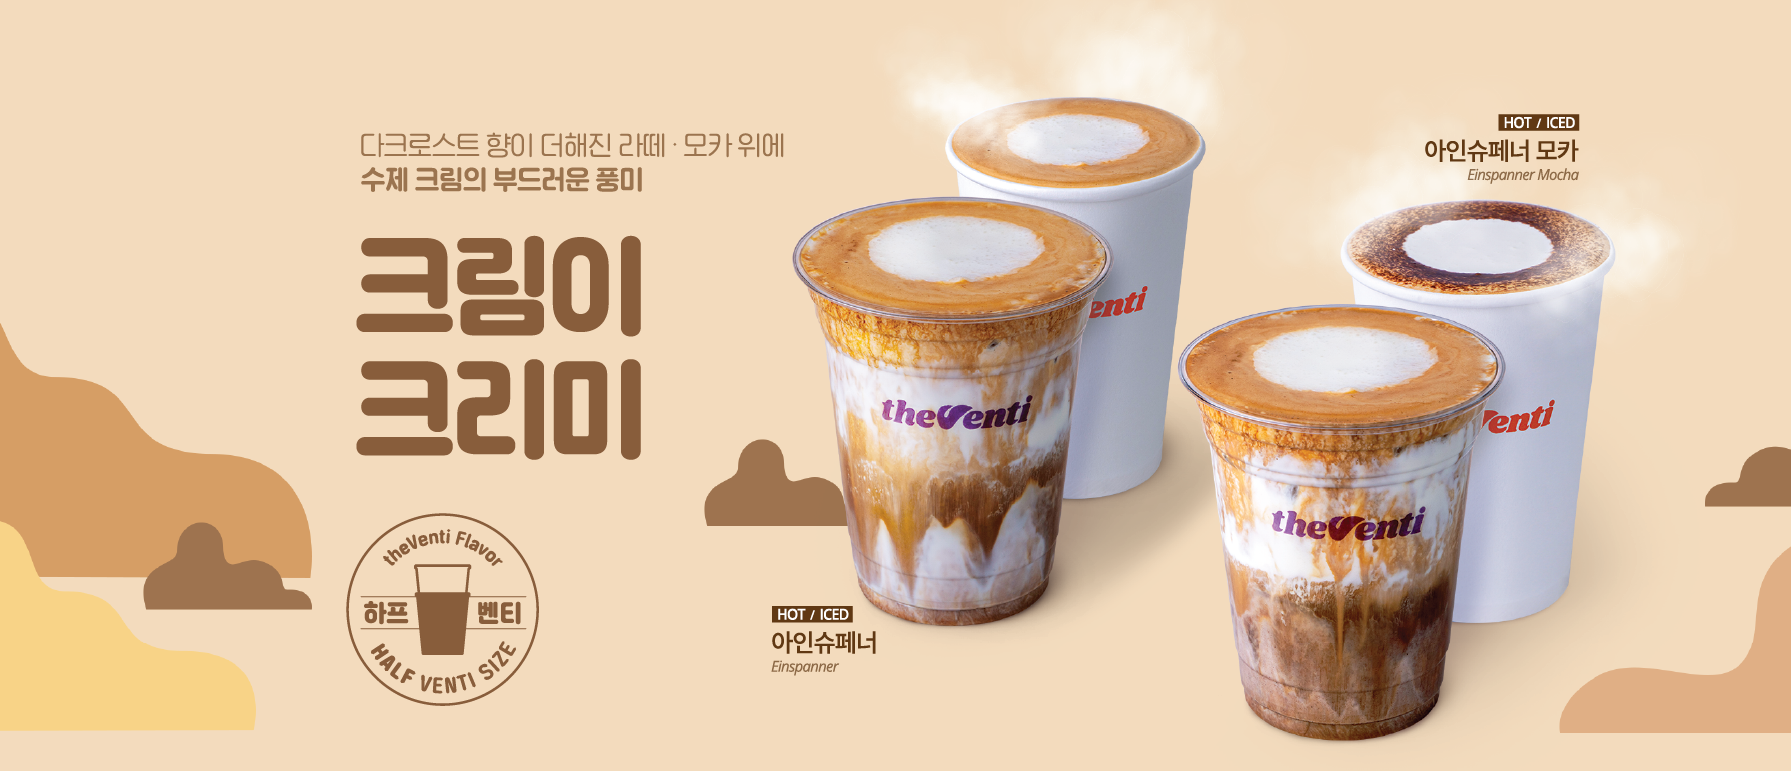 다크로스트 향이 더해진 라떼 · 모카 위에
수제 크림의 부드러운 풍미
크림이
크리미
theVenti Flavor
하프 벤티
HALF VENTI SIZE
HOT / ICED
아인슈페너
Einspanner
theVenti
enti
HOT / ICED
아인슈페너 모카
Einspanner Mocha
theVenti
Venti